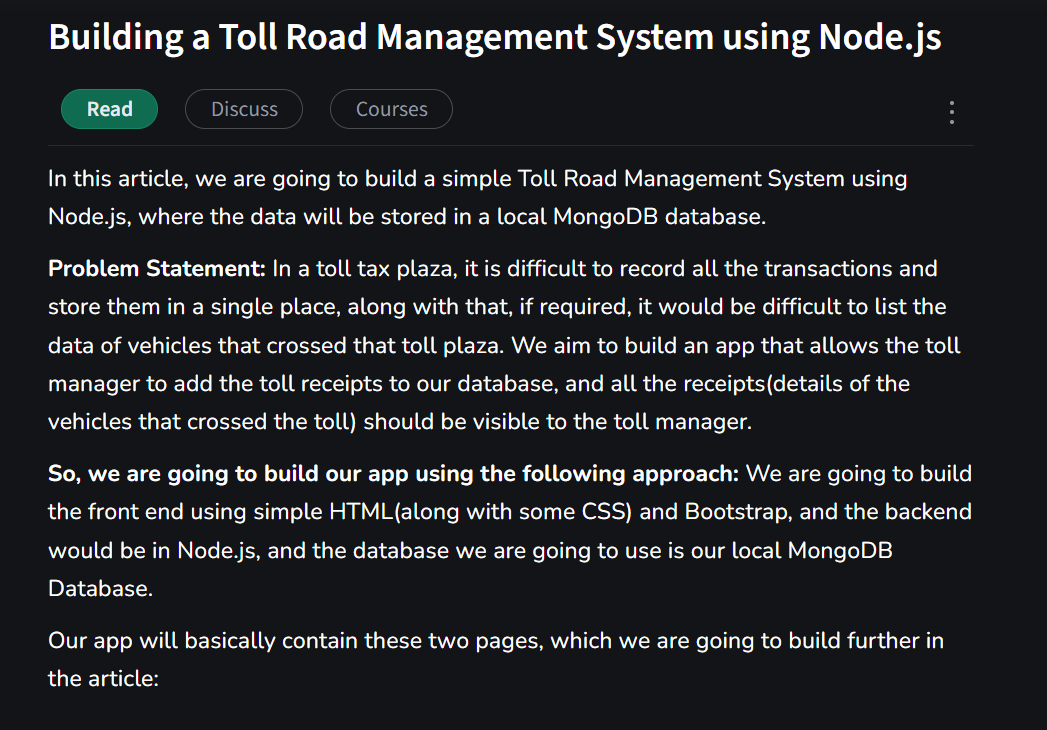 Building a Toll Road Management System using Node.js
Read
Discuss
Courses
In this article, we are going to build a simple Toll Road Management System using
Node.js, where the data will be stored in a local MongoDB database.
Problem Statement: In a toll tax plaza, it is difficult to record all the transactions and
store them in a single place, along with that, if required, it would be difficult to list the
data of vehicles that crossed that toll plaza. We aim to build an app that allows the toll
manager to add the toll receipts to our database, and all the receipts(details of the
vehicles that crossed the toll) should be visible to the toll manager.
So, we are going to build our app using the following approach: We are going to build
the front end using simple HTML(along with some CSS) and Bootstrap, and the backend
would be in Node.js, and the database we are going to use is our local MongoDB
Database.
Our app will basically contain these two pages, which we are going to build further in
the article: